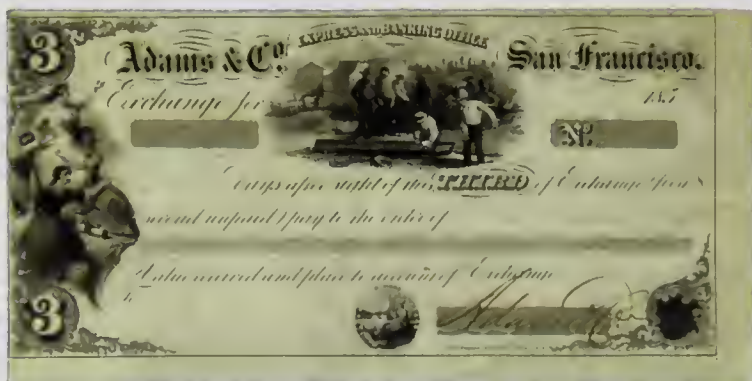 3 Adams & Co. EXPRESS AND BANKING OFFICE San Francisco.
Exchange for 185
No.
Days after sight of this THIRD of Exchange (
unpaid) pay to the order of
Value received and place to account of Exchange
3